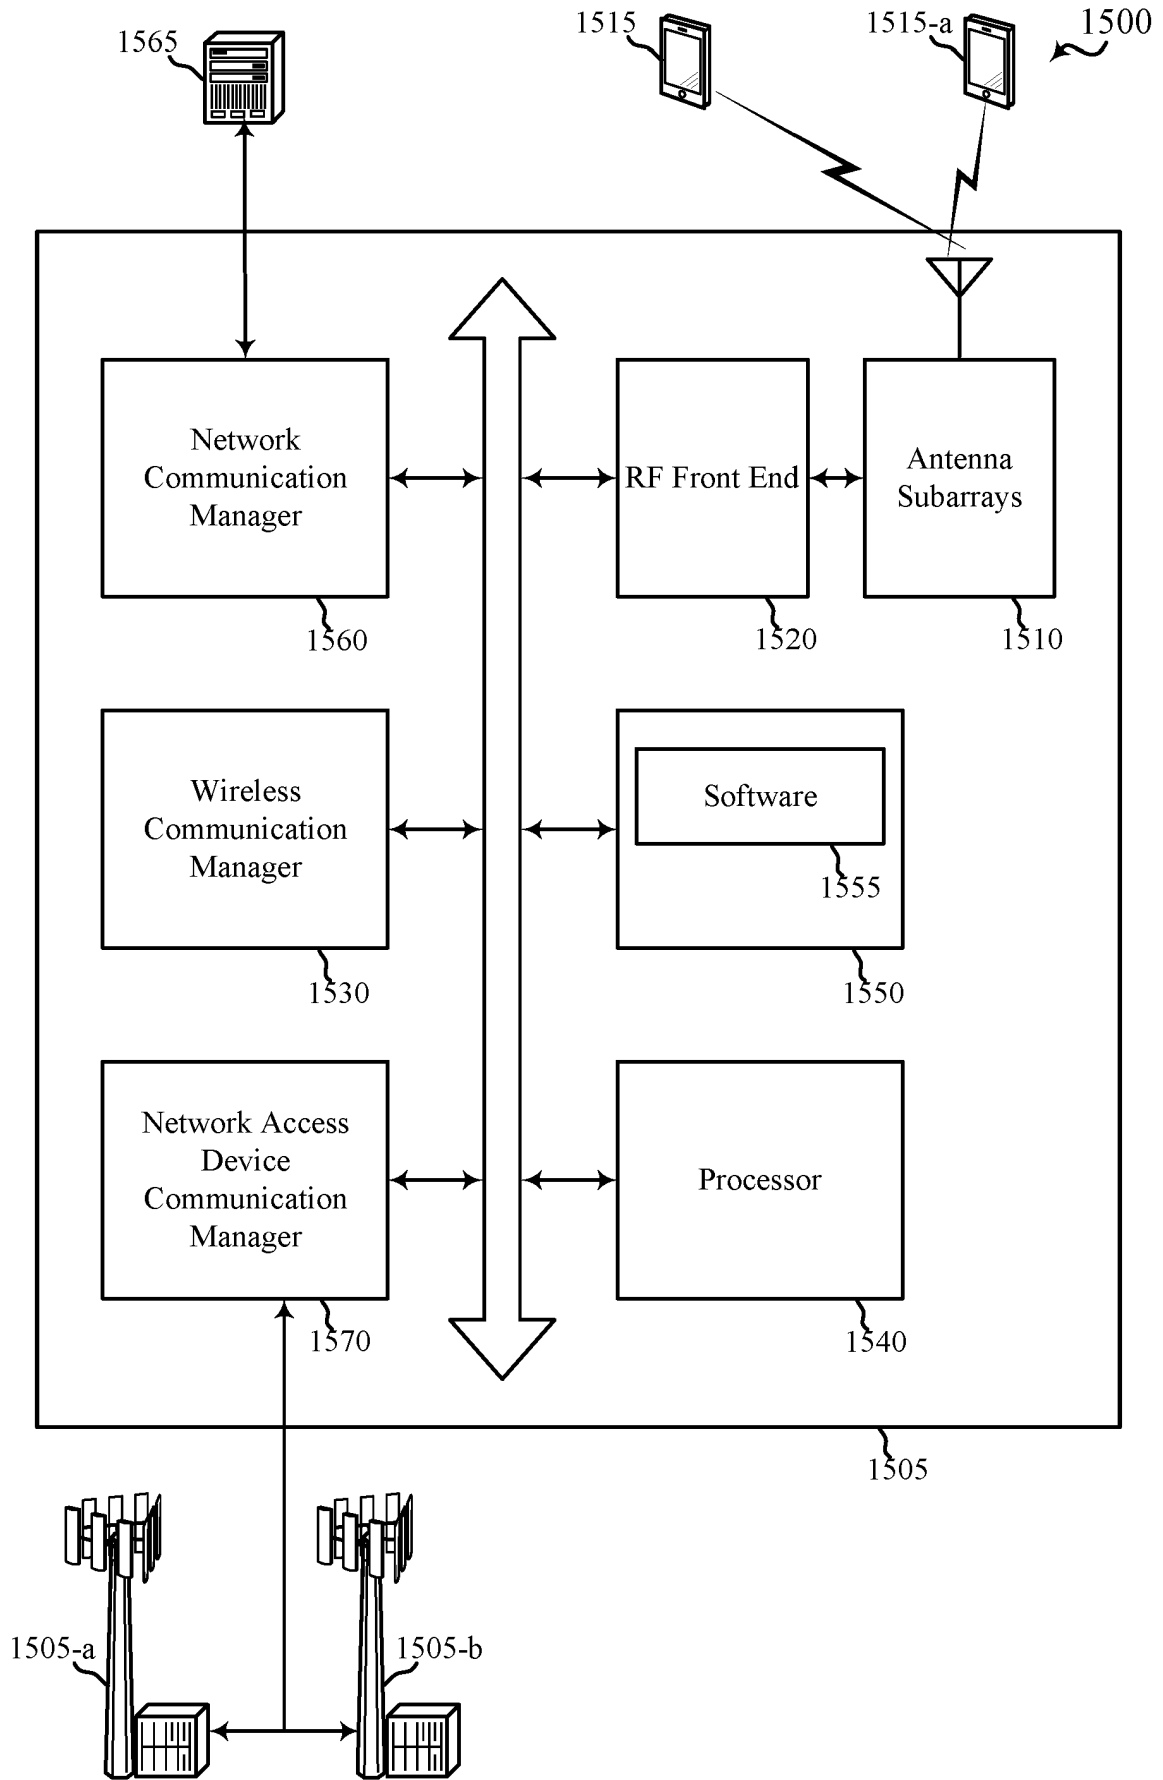 1565
1515
1515-a
1500
Network
Communication
Manager
1560
RF Front End
1520
Antenna
Subarrays
1510
Wireless
Communication
Manager
1530
Software
1555
1550
Network Access
Device
Communication
Manager
1570
Processor
1540
1505
1505-a
1505-b